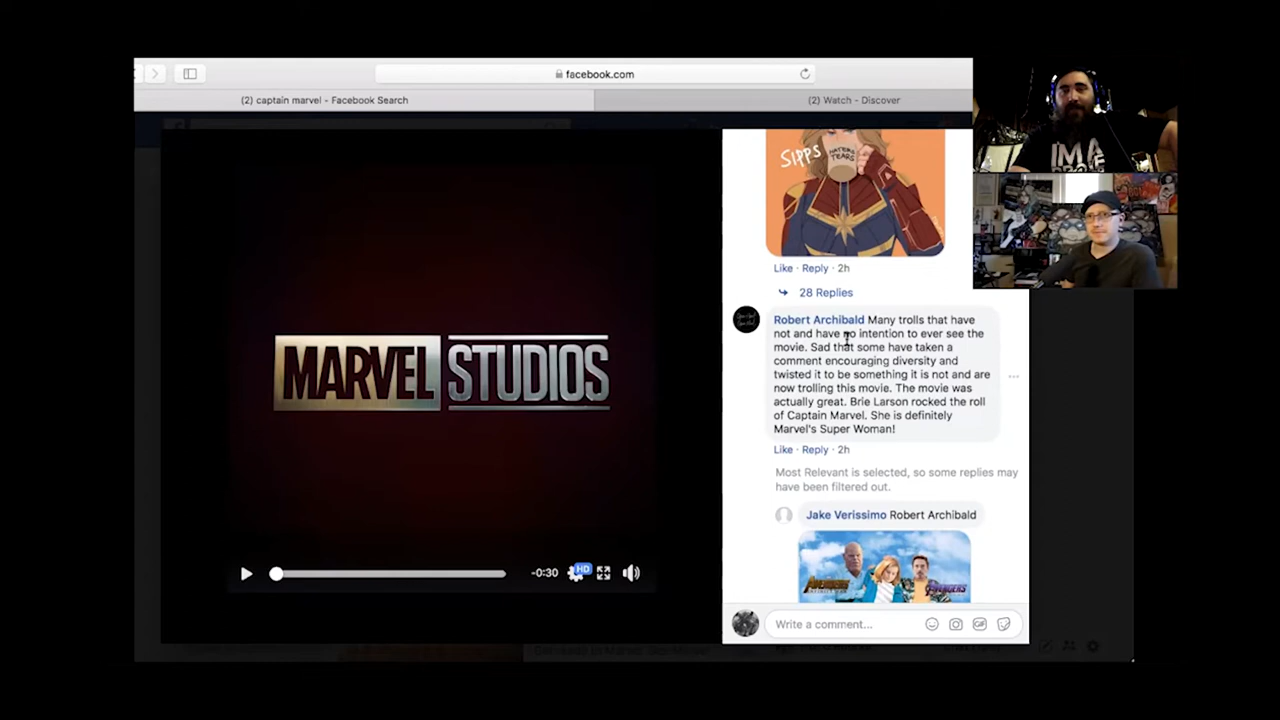 facebook.com
(2) captain marvel - Facebook Search
(2) Watch - Discover
I'M A
SIPPS
HATERS
TEARS
Like · Reply · 2h
28 Replies
Robert Archibald Many trolls that have
not and have no intention to ever see the
movie. Sad that some have taken a
comment encouraging diversity and
twisted it to be something it is not and are
now trolling this movie. The movie was
actually great. Brie Larson rocked the roll
of Captain Marvel. She is definitely
Marvel's Super Woman!
Like · Reply · 2h
Most Relevant is selected, so some replies may
have been filtered out.
Jake Verissimo Robert Archibald
AVENGERS
MARVEL STUDIOS
-0:30
HD
Write a comment...
GIF